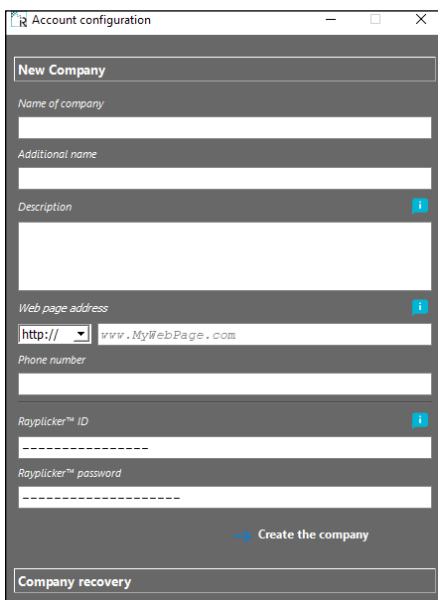 Account configuration
New Company
Name of company
Additional name
Description
i
Web page address
i
http:// www.MyWebPage.com
Phone number
Rayplicker™ ID
i
----------------
Rayplicker™ password
--------------------
Create the company
Company recovery